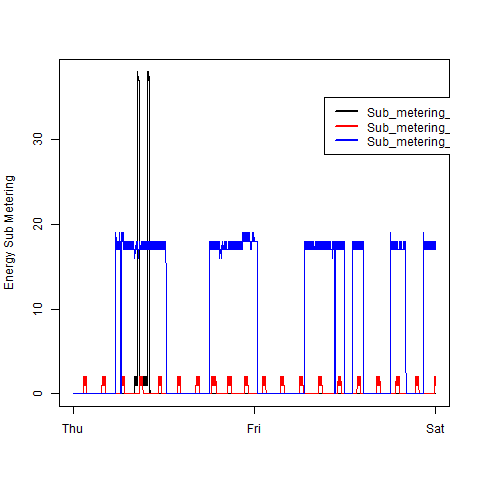 Energy Sub Metering
30
20
10
0
Thu
Fri
Sat
Sub_metering_
Sub_metering_
Sub_metering_